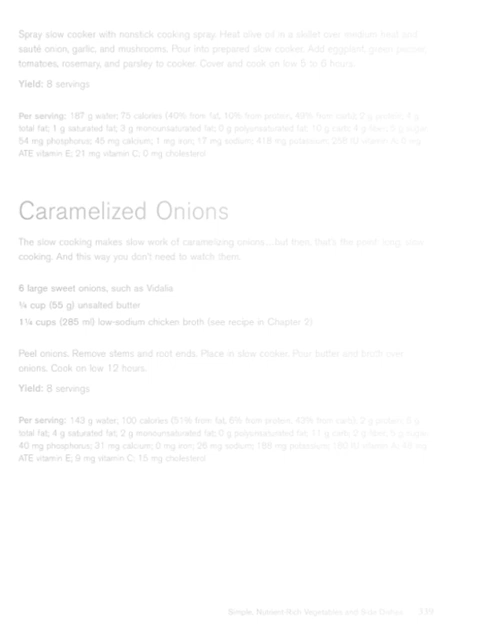 Spray slow cooker with nonstick cooking spray. Heat olive oil in a skillet over medium heat and
sauté onion, garlic, and mushrooms. Pour into prepared slow cooker. Add eggplant, green pepper,
tomatoes, rosemary, and parsley to cooker. Cover and cook on low 5 to 6 hours.
Yield: 8 servings
Per serving: 187 g water; 75 calories (40% from fat, 10% from protein, 49% from carb); 2 g protein; 4 g
total fat; 1 g saturated fat; 3 g monounsaturated fat; 0 g polyunsaturated fat; 10 g carb; 4 g fiber; 5 g sugar;
54 mg phosphorus; 45 mg calcium; 1 mg iron; 17 mg sodium; 418 mg potassium; 259 IU vitamin A; 0 mg
ATE vitamin E; 21 mg vitamin C; 0 mg cholesterol
Caramelized Onions
The slow cooking makes slow work of caramelizing onions…but then, that's the point: long, slow
cooking. And this way you don't need to watch them.
6 large sweet onions, such as Vidalia
¼ cup (55 g) unsalted butter
1¼ cups (285 ml) low-sodium chicken broth (see recipe in Chapter 2)
Peel onions. Remove stems and root ends. Place in slow cooker. Pour butter and broth over
onions. Cook on low 12 hours.
Yield: 8 servings
Per serving: 143 g water; 100 calories (51% from fat, 6% from protein, 43% from carb); 2 g protein; 6 g
total fat; 4 g saturated fat; 2 g monounsaturated fat; 0 g polyunsaturated fat; 11 g carb; 2 g fiber; 9 g sugar;
40 mg phosphorus; 31 mg calcium; 0 mg iron; 26 mg sodium; 188 mg potassium; 180 IU vitamin A; 48 mg
ATE vitamin E; 9 mg vitamin C; 15 mg cholesterol
Simple, Nutrient-Rich Vegetables and Side Dishes 119